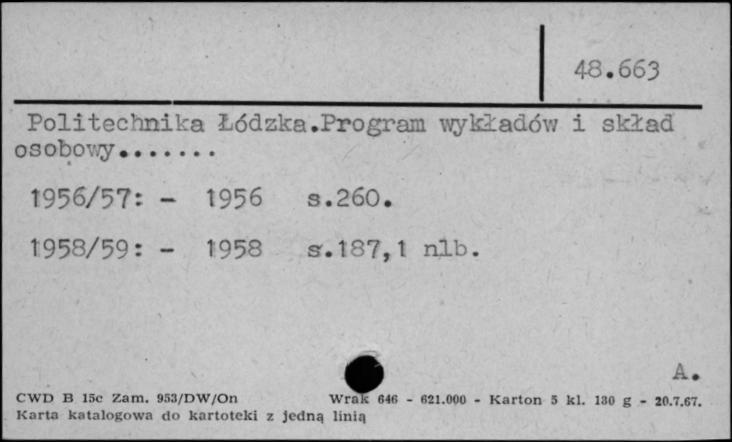 48.663
Politechnika Łódzka.Program wykładów i skład
osobowy.......
1956/57: - 1956 s.260.
1958/59: - 1958 s.187,1 nlb.
A.
CWD B 15c Zam. 953/DW/On Wrak 646 - 621.000 - Karton 5 kl. 130 g - 20.7.67.
Karta katalogowa do kartoteki z jedną linią